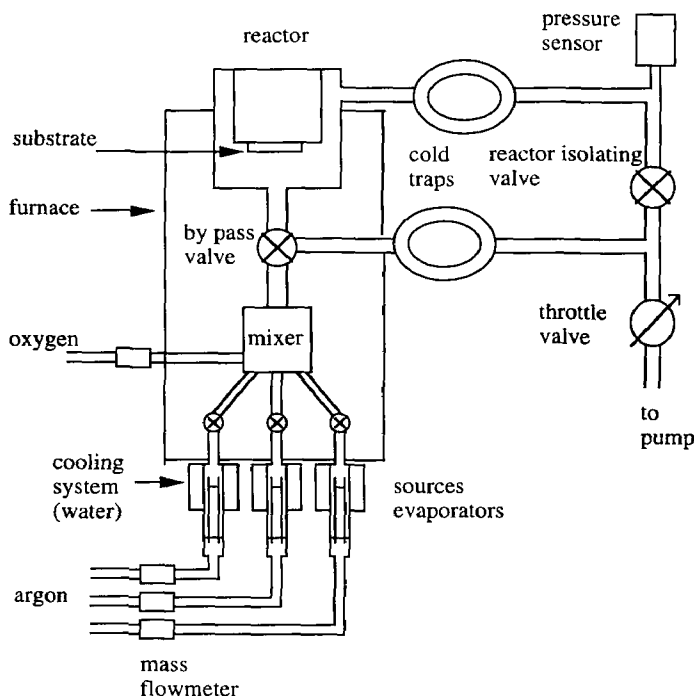 pressure
sensor
reactor
substrate
cold
traps
reactor isolating
valve
furnace
by pass
valve
throttle
valve
oxygen
mixer
to
pump
cooling
system
(water)
sources
evaporators
argon
mass
flowmeter